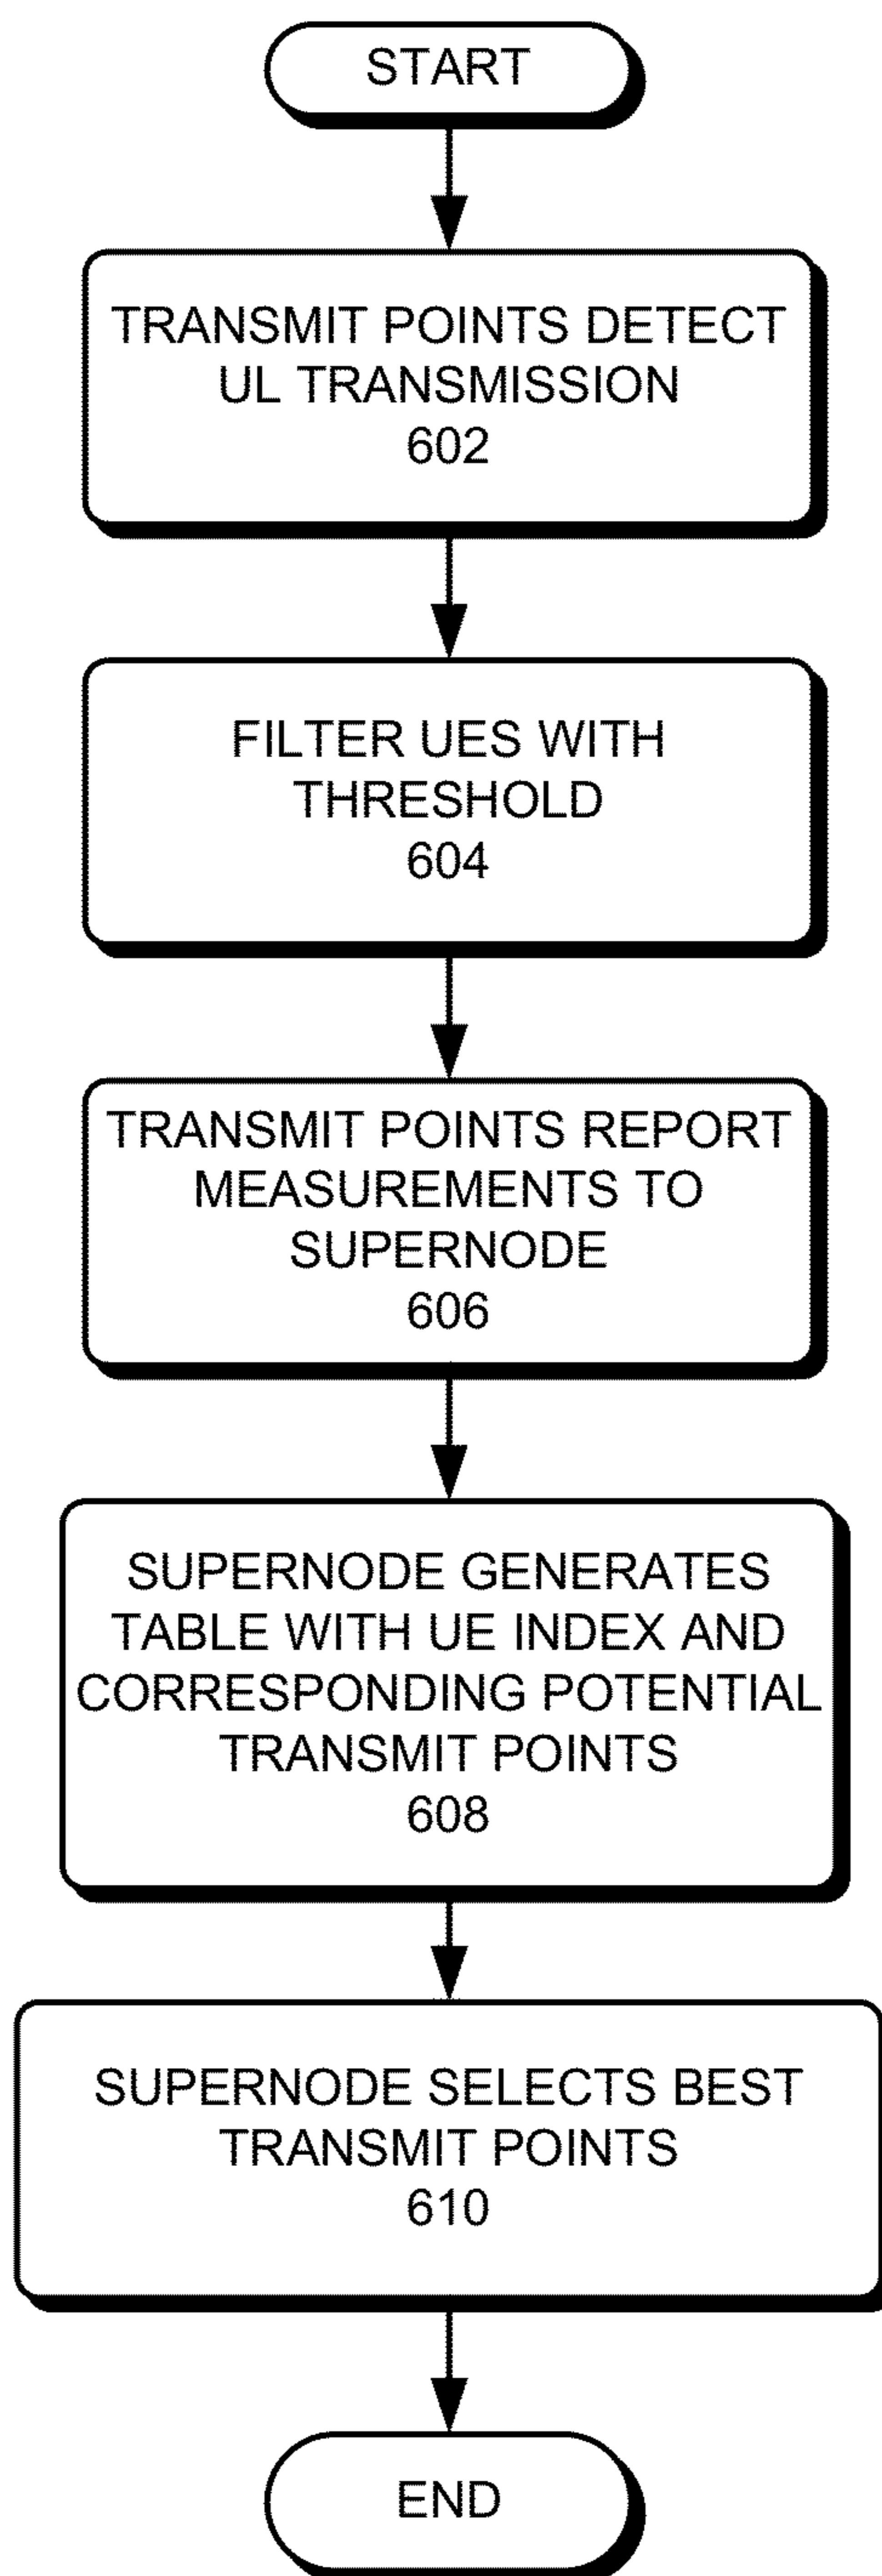 START
TRANSMIT POINTS DETECT
UL TRANSMISSION
602
FILTER UES WITH
THRESHOLD
604
TRANSMIT POINTS REPORT
MEASUREMENTS TO
SUPERNODE
606
SUPERNODE GENERATES
TABLE WITH UE INDEX AND
CORRESPONDING POTENTIAL
TRANSMIT POINTS
608
SUPERNODE SELECTS BEST
TRANSMIT POINTS
610
END